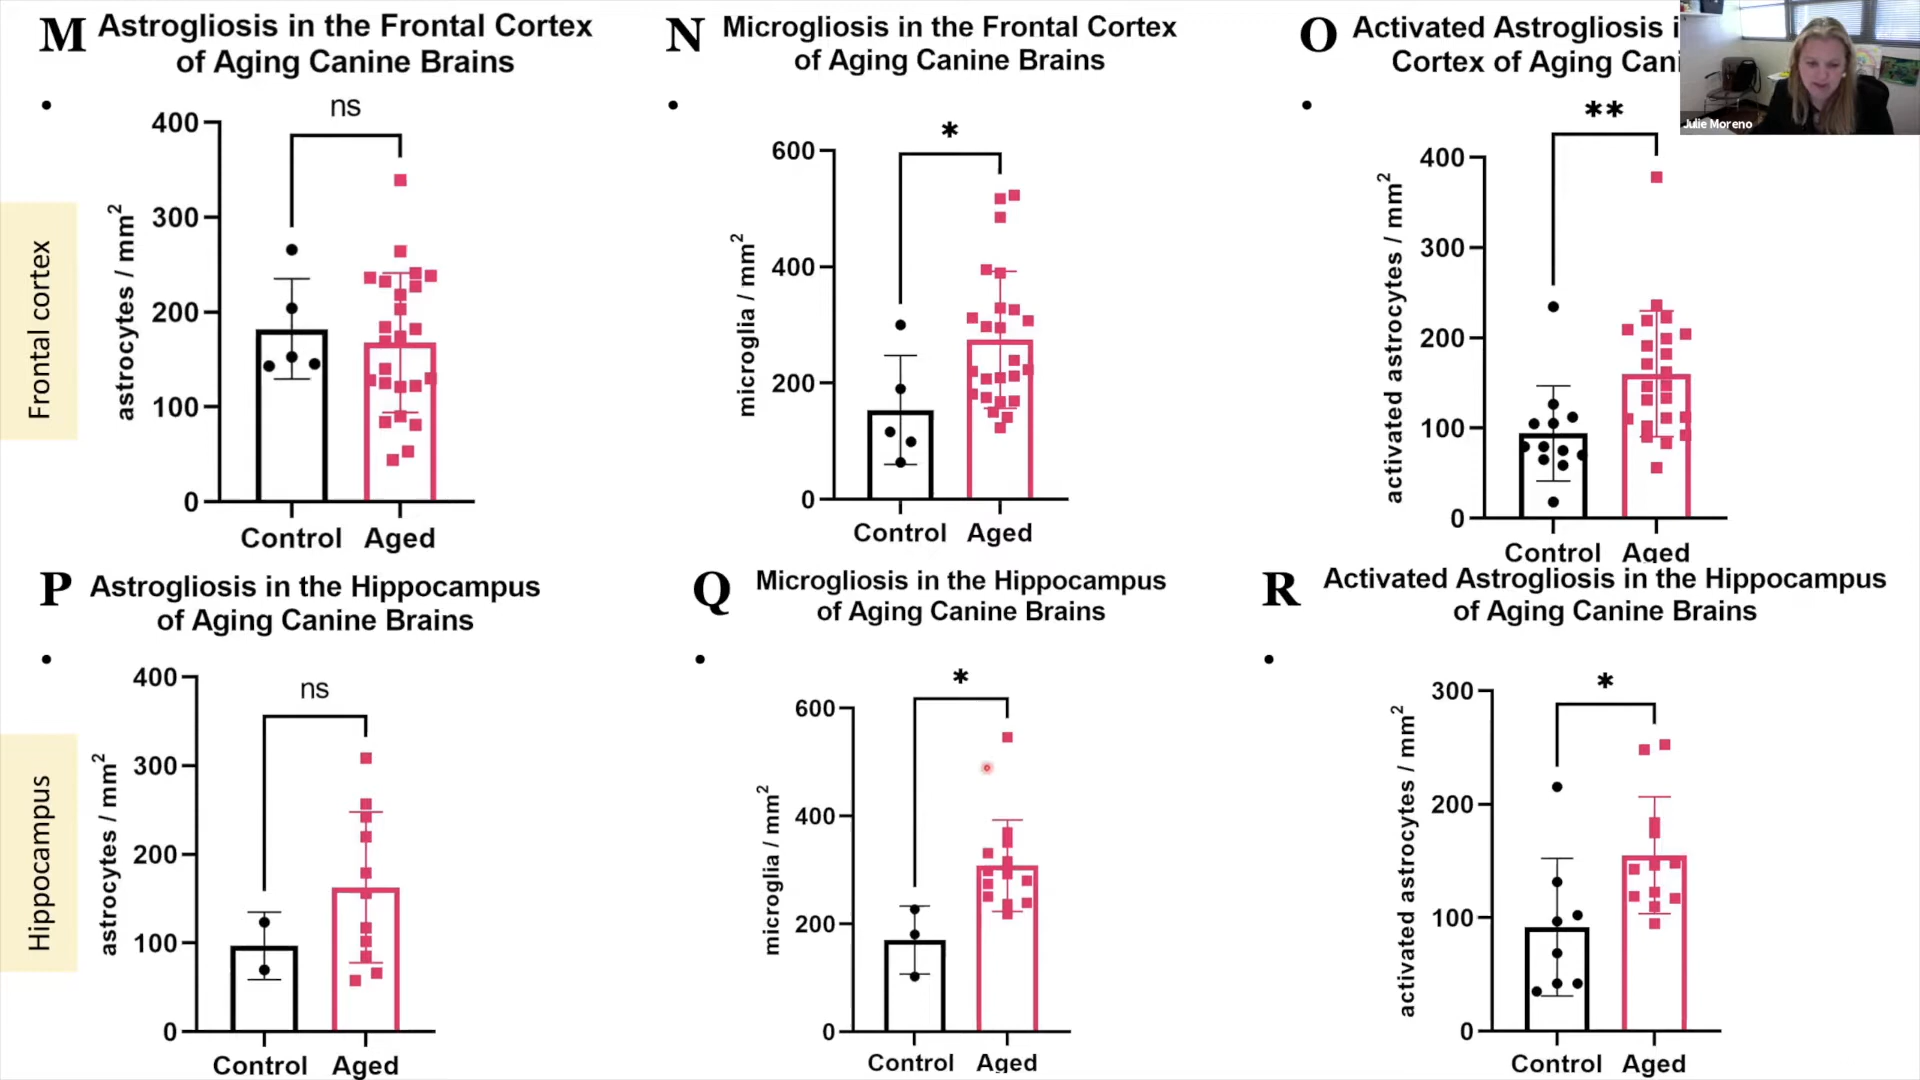 M Astrogliosis in the Frontal Cortex
of Aging Canine Brains
ns
400
300
200
100
0
astrocytes / mm2
Control Aged
Frontal cortex
N Microgliosis in the Frontal Cortex
of Aging Canine Brains
*
600
400
200
0
microglia / mm2
Control Aged
O Activated Astrogliosis i
Cortex of Aging Cani
**
400
300
200
100
0
activated astrocytes / mm2
Control Aged
Julie Moreno
P Astrogliosis in the Hippocampus
of Aging Canine Brains
ns
400
300
200
100
0
astrocytes / mm2
Control Aged
Hippocampus
Q Microgliosis in the Hippocampus
of Aging Canine Brains
*
600
400
200
0
microglia / mm2
Control Aged
R Activated Astrogliosis in the Hippocampus
of Aging Canine Brains
*
300
200
100
0
activated astrocytes / mm2
Control Aged